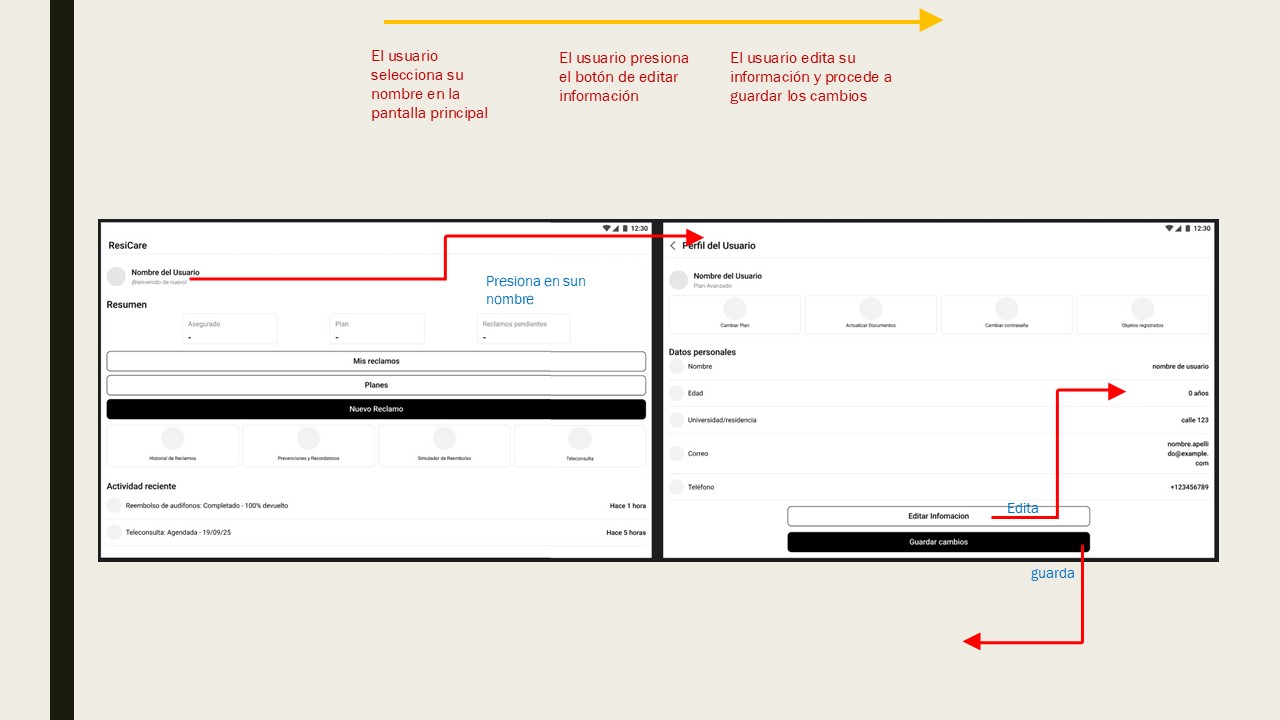 El usuario
selecciona su
nombre en la
pantalla principal
El usuario presiona
el botón de editar
información
El usuario edita su
información y procede a
guardar los cambios
12:30
ResiCare
Nombre del Usuario
¡Bienvenido de nuevo!
Presiona en sun
nombre
Resumen
Asegurado
-
Plan
-
Reclamos pendientes
-
Mis reclamos
Planes
Nuevo Reclamo
Historial de Reclamos
Prevenciones y Recordatoios
Simulador de Reembolso
Teleconsulta
Actividad reciente
Reembolso de audífonos: Completado - 100% devuelto
Hace 1 hora
Teleconsulta: Agendada - 19/09/25
Hace 5 horas
12:30
Perfil del Usuario
Nombre del Usuario
Plan Avanzado
Cambiar Plan
Actualizar Documentos
Cambiar contraseña
Objetos registrados
Datos personales
Nombre
nombre de usuario
Edad
0 años
Universidad/residencia
calle 123
Correo
nombre.apelli
do@example.
com
Teléfono
+123456789
Edita
Editar Infomacion
Guardar cambios
guarda